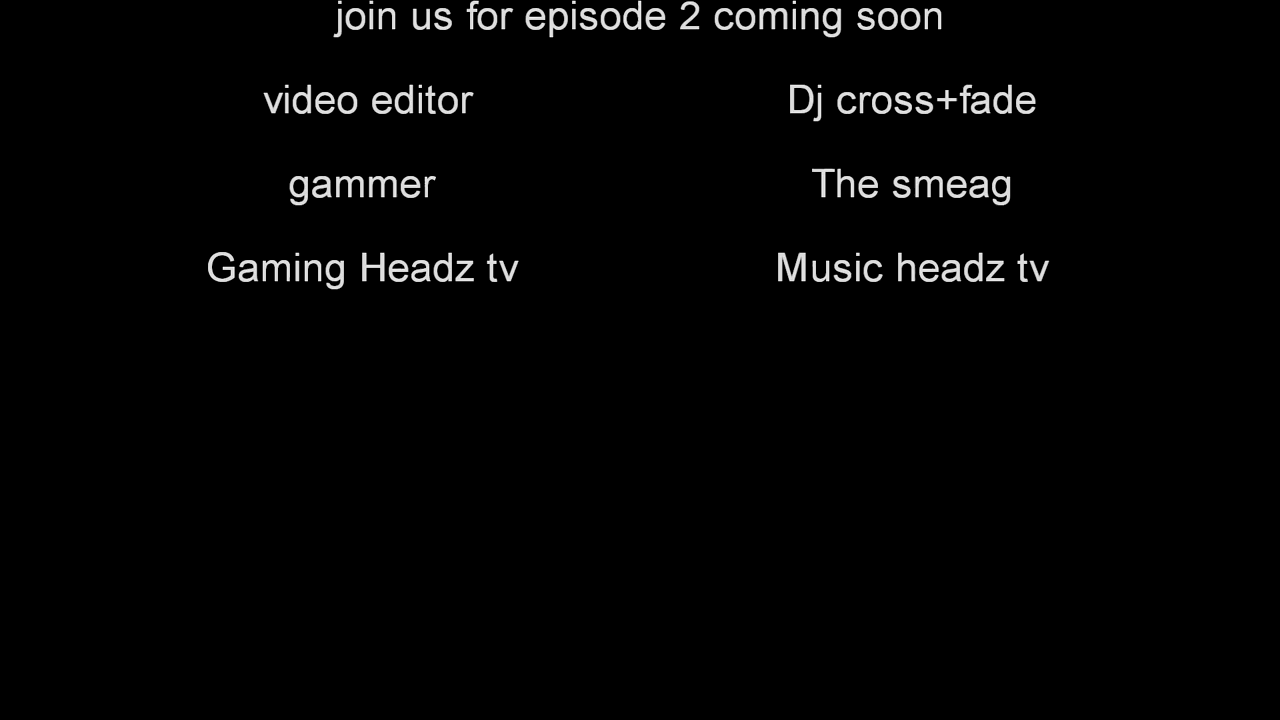 join us for episode 2 coming soon
video editor Dj cross+fade
gammer The smeag
Gaming Headz tv Music headz tv